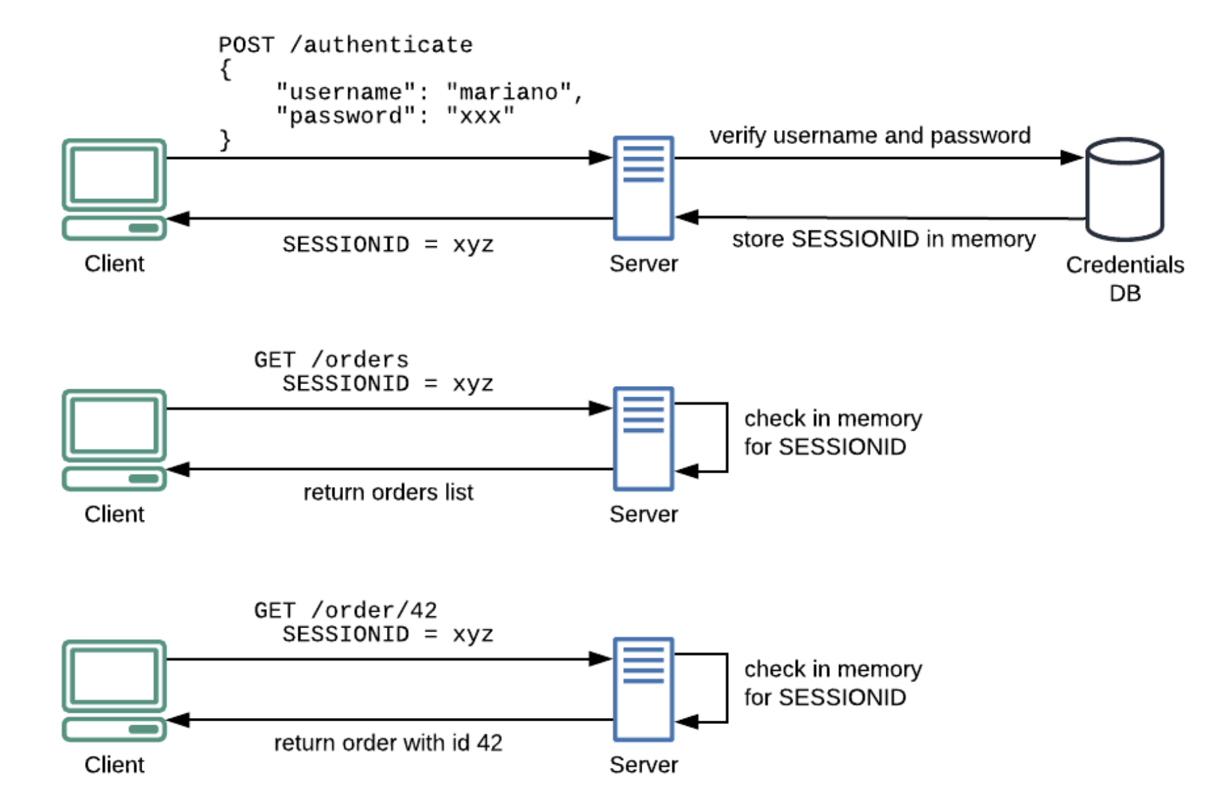 POST /authenticate
{
"username": "mariano",
"password": "xxx"
}
verify username and password
SESSIONID = xyz
store SESSIONID in memory
Client
Server
Credentials
DB
GET /orders
SESSIONID = xyz
check in memory
for SESSIONID
return orders list
Client
Server
GET /order/42
SESSIONID = xyz
check in memory
for SESSIONID
return order with id 42
Client
Server